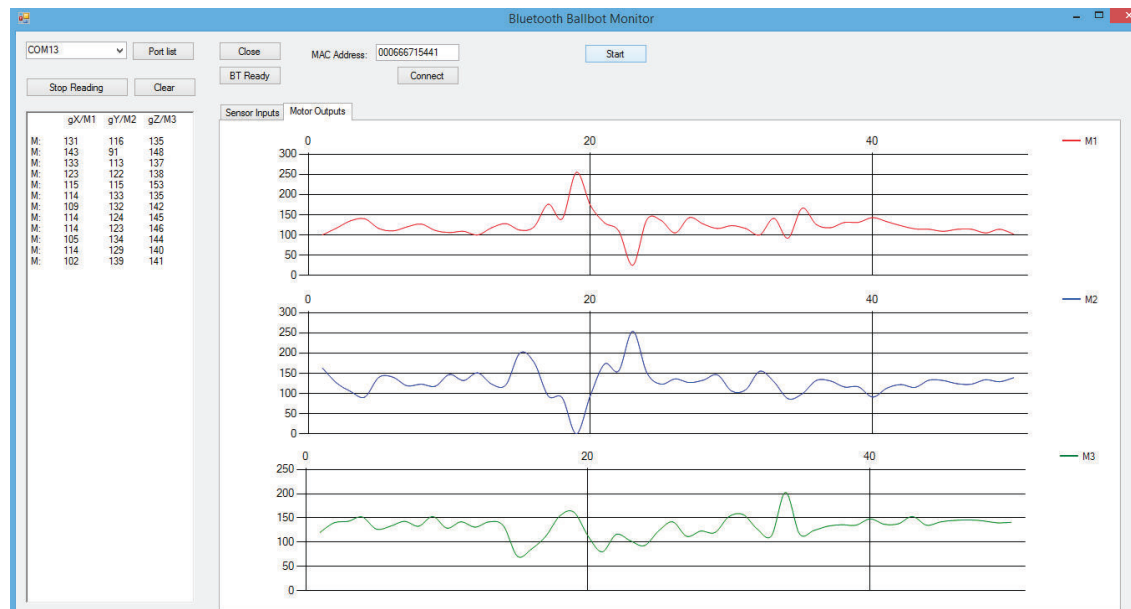 Bluetooth Ballbot Monitor
COM13 Port list Close MAC Address: 000666715441 Start
BT Ready Connect
Stop Reading Clear
Sensor Inputs Motor Outputs
gX/M1 gY/M2 gZ/M3
M: 131 116 135
M: 143 91 148
M: 133 113 137
M: 123 122 138
M: 115 115 153
M: 114 133 135
M: 109 132 142
M: 114 124 145
M: 114 123 146
M: 105 134 144
M: 114 129 140
M: 102 139 141
0 20 40
M1
300
250
200
150
100
50
0
0 20 40
M2
300
250
200
150
100
50
0
20 40
M3
250
200
150
100
50
0